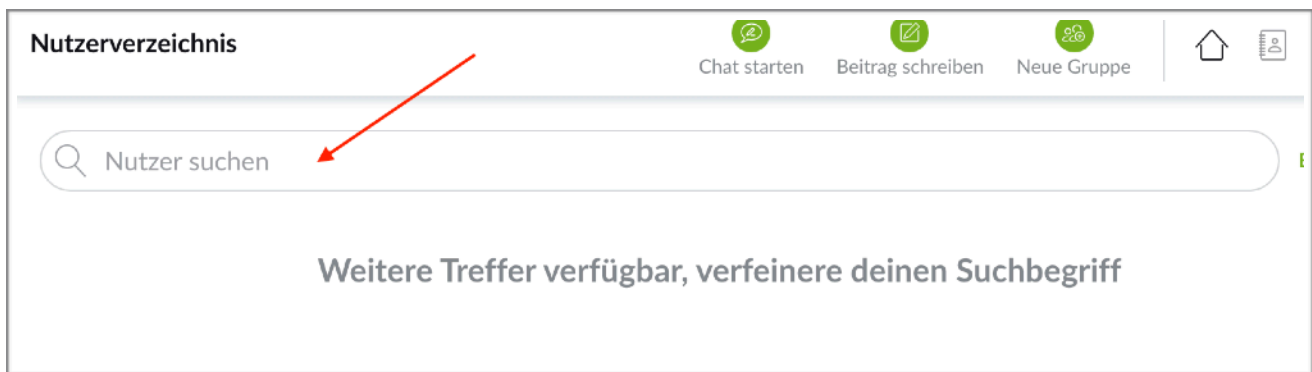 Nutzerverzeichnis
Chat starten Beitrag schreiben Neue Gruppe
Nutzer suchen
Weitere Treffer verfügbar, verfeinere deinen Suchbegriff